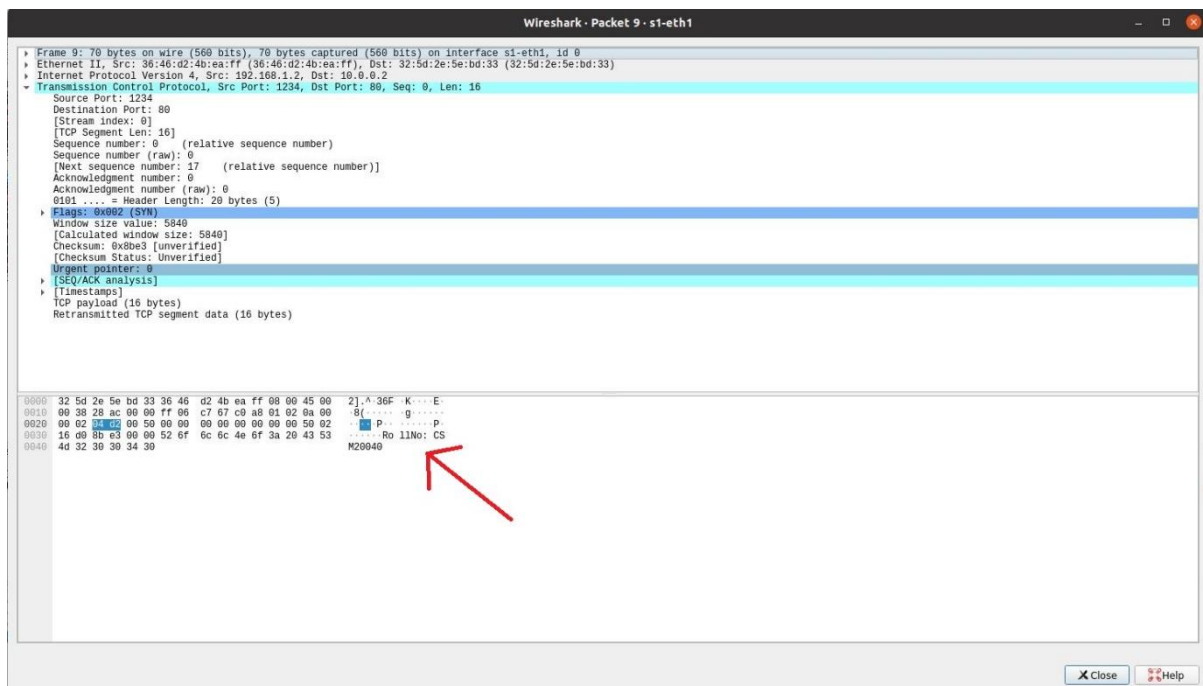 Wireshark · Packet 9 · s1-eth1
Frame 9: 70 bytes on wire (560 bits), 70 bytes captured (560 bits) on interface s1-eth1, id 0
Ethernet II, Src: 36:46:d2:4b:ea:ff (36:46:d2:4b:ea:ff), Dst: 32:5d:2e:5e:bd:33 (32:5d:2e:5e:bd:33)
Internet Protocol Version 4, Src: 192.168.1.2, Dst: 10.0.0.2
Transmission Control Protocol, Src Port: 1234, Dst Port: 80, Seq: 0, Len: 16
Source Port: 1234
Destination Port: 80
[Stream index: 0]
[TCP Segment Len: 16]
Sequence number: 0 (relative sequence number)
Sequence number (raw): 0
[Next sequence number: 17 (relative sequence number)]
Acknowledgment number: 0
Acknowledgment number (raw): 0
0101 .... = Header Length: 20 bytes (5)
Flags: 0x002 (SYN)
Window size value: 5840
[Calculated window size: 5840]
Checksum: 0x8be3 [unverified]
[Checksum Status: Unverified]
Urgent pointer: 0
[SEQ/ACK analysis]
[Timestamps]
TCP payload (16 bytes)
Retransmitted TCP segment data (16 bytes)
0000 32 5d 2e 5e bd 33 36 46 d2 4b ea ff 08 00 45 00 2].^·36F ·K····E·
0010 00 38 28 ac 00 00 ff 06 c7 67 c0 a8 01 02 0a 00 ·8(····· ·g······
0020 00 02 04 d2 00 50 00 00 00 00 00 00 00 00 50 02 ·····P·· ······P·
0030 16 d0 8b e3 00 00 52 6f 6c 6c 4e 6f 3a 20 43 53 ······Ro llNo: CS
0040 4d 32 30 30 34 30 M20040
Close
Help